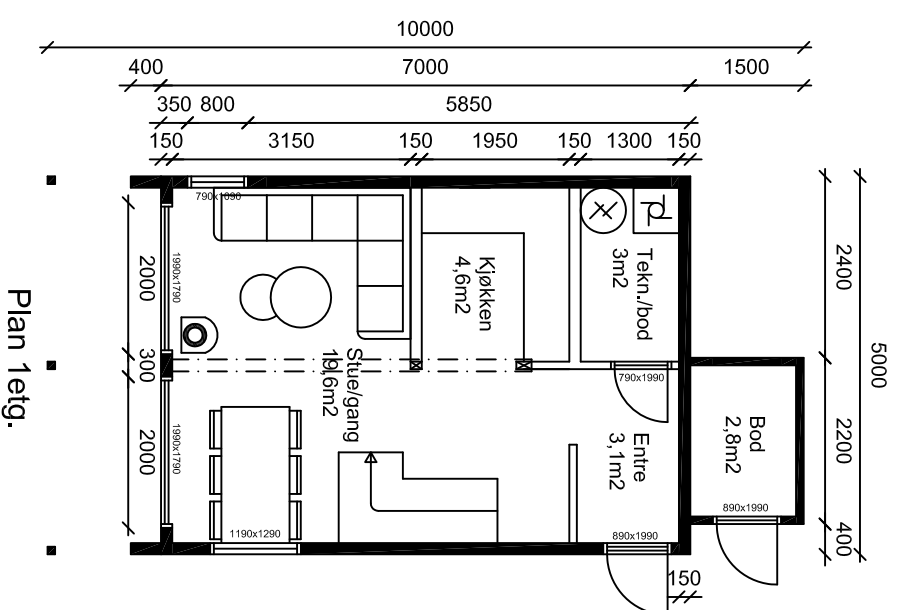 10000
400 7000 1500
350 800 5850
150 3150 150 1950 150 1300 150
790x1090
1990x1790
2000
300
1990x1790
2000
Plan 1etg.
Kjøkken
4,6m2
Tekn./bod
3m2
Stue/gang
19,6m2
790x1990
Entre
3,1m2
Bod
2,8m2
890x1990
1190x1290
890x1990
150
2400
5000
2200
400